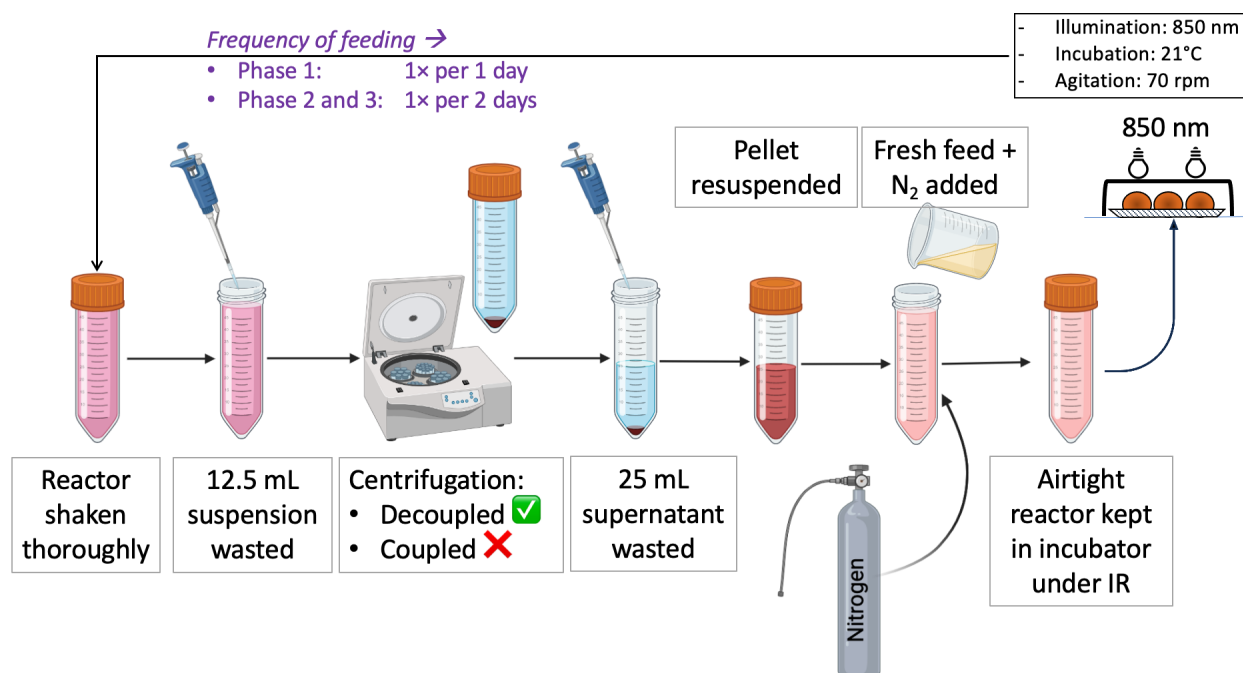 Frequency of feeding →
• Phase 1: 1× per 1 day
• Phase 2 and 3: 1× per 2 days
- Illumination: 850 nm
- Incubation: 21°C
- Agitation: 70 rpm
850 nm
Pellet
resuspended
Fresh feed +
N₂ added
Reactor
shaken
thoroughly
12.5 mL
suspension
wasted
Centrifugation:
• Decoupled ✅
• Coupled ❌
25 mL
supernatant
wasted
Nitrogen
Airtight
reactor kept
in incubator
under IR